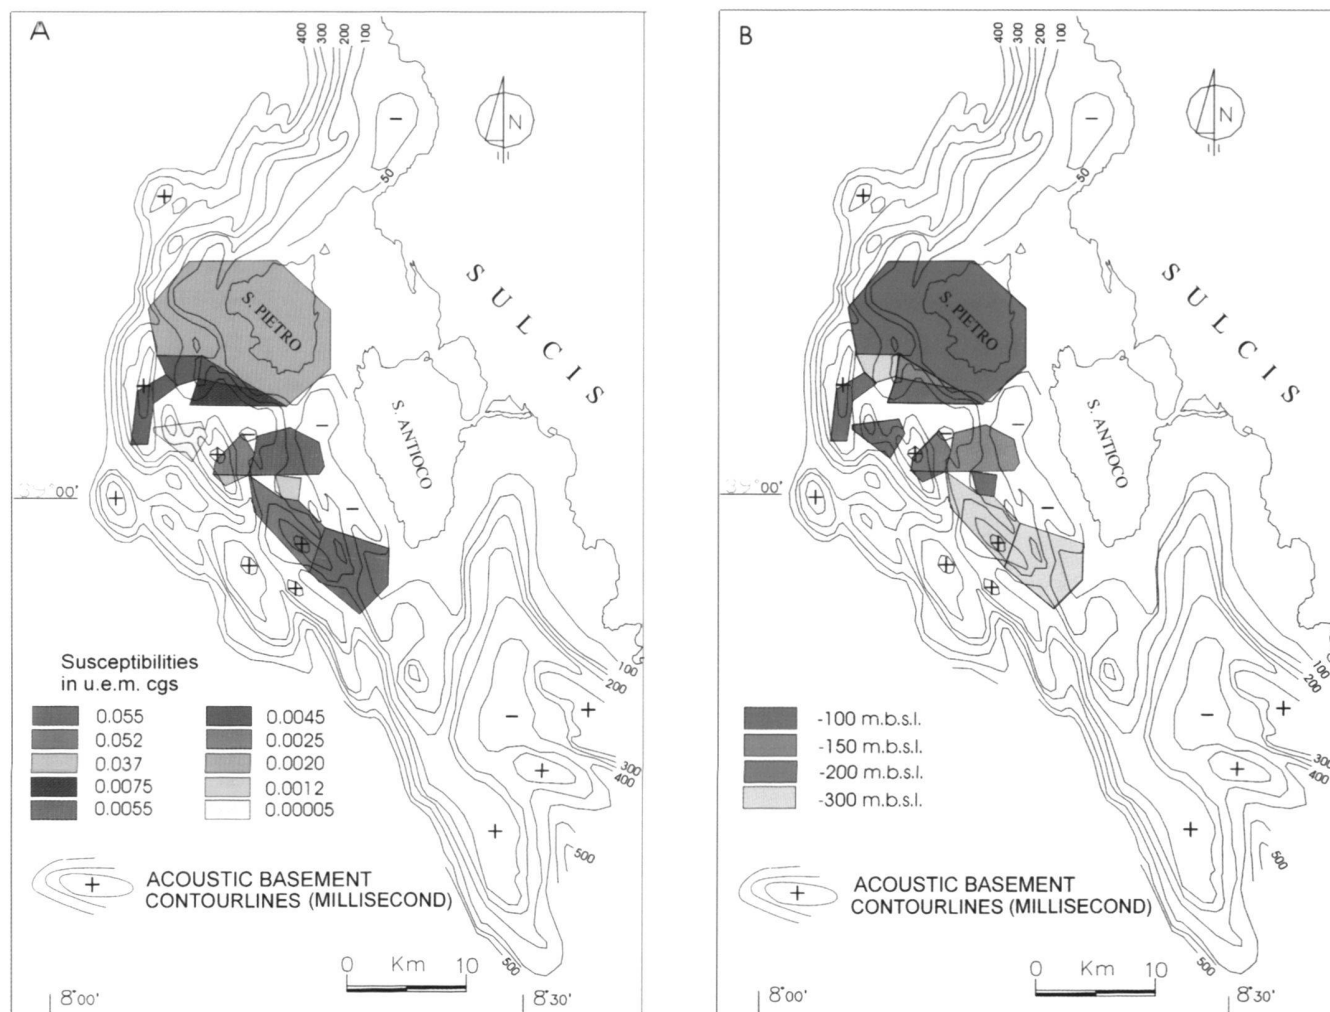 A
400 300 200 100
N
50
SULCIS
S. PIETRO
S. ANTIOCO
39°00'
Susceptibilities
in u.e.m. cgs
0.055
0.052
0.037
0.0075
0.0055
0.0045
0.0025
0.0020
0.0012
0.00005
100
200
300
400
500
500
ACOUSTIC BASEMENT
CONTOURLINES (MILLISECOND)
0 Km 10
8°00'
8°30'
B
400 300 200 100
N
50
SULCIS
S. PIETRO
S. ANTIOCO
39°00'
-100 m.b.s.l.
-150 m.b.s.l.
-200 m.b.s.l.
-300 m.b.s.l.
100
200
300
400
500
500
ACOUSTIC BASEMENT
CONTOURLINES (MILLISECOND)
0 Km 10
8°00'
8°30'